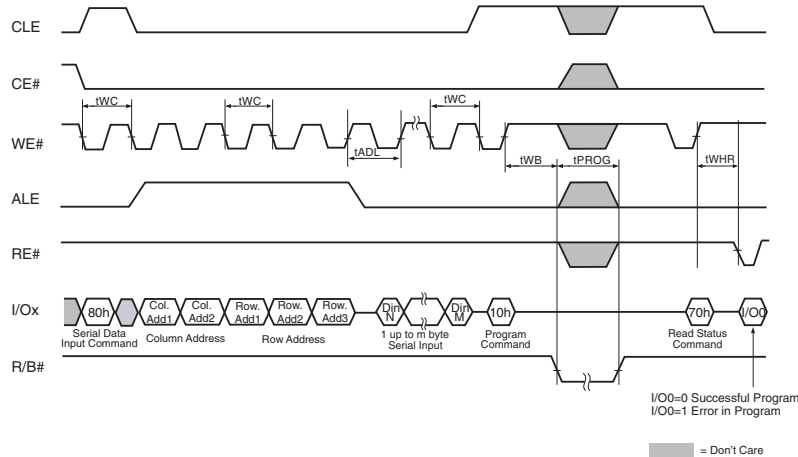 CLE
CE#
tWC
tWC
tWC
WE#
tADL
tWB
tPROG
tWHR
ALE
RE#
I/Ox
80h
Col.
Add1
Col.
Add2
Row.
Add1
Row.
Add2
Row.
Add3
Din
N
Din
M
10h
70h
I/O0
Serial Data
Input Command
Column Address
Row Address
1 up to m byte
Serial Input
Program
Command
Read Status
Command
R/B#
I/O0=0 Successful Program
I/O0=1 Error in Program
= Don't Care